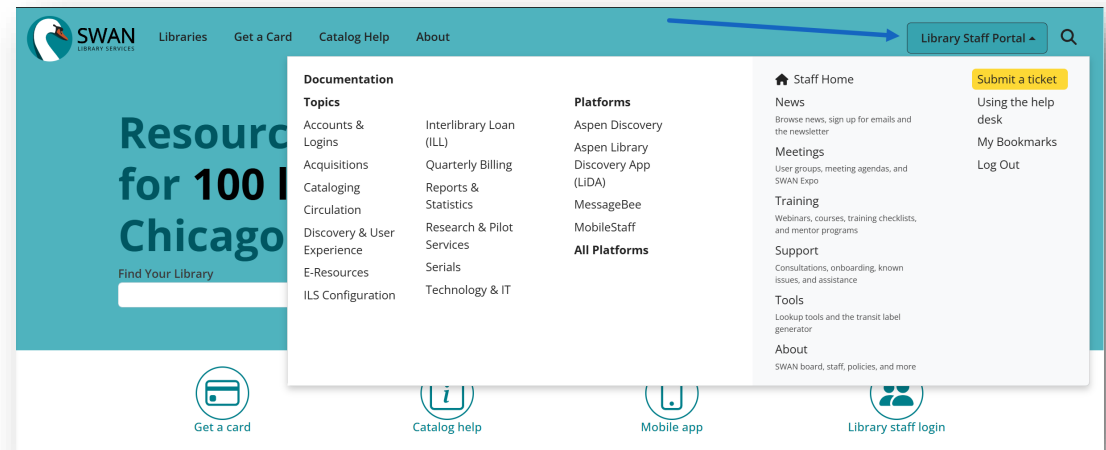 SWAN
LIBRARY SERVICES
Libraries
Get a Card
Catalog Help
About
Library Staff Portal
Documentation
Topics
Accounts &
Logins
Acquisitions
Cataloging
Circulation
Discovery & User
Experience
E-Resources
ILS Configuration
Interlibrary Loan
(ILL)
Quarterly Billing
Reports &
Statistics
Research & Pilot
Services
Serials
Technology & IT
Platforms
Aspen Discovery
Aspen Library
Discovery App
(LiDA)
MessageBee
MobileStaff
All Platforms
Staff Home
News
Browse news, sign up for emails and
the newsletter
Meetings
User groups, meeting agendas, and
SWAN Expo
Training
Webinars, courses, training checklists,
and mentor programs
Support
Consultations, onboarding, known
issues, and assistance
Tools
Lookup tools and the transit label
generator
About
SWAN board, staff, policies, and more
Submit a ticket
Using the help
desk
My Bookmarks
Log Out
Resourc
for 100
Chicago
Find Your Library
Get a card
Catalog help
Mobile app
Library staff login